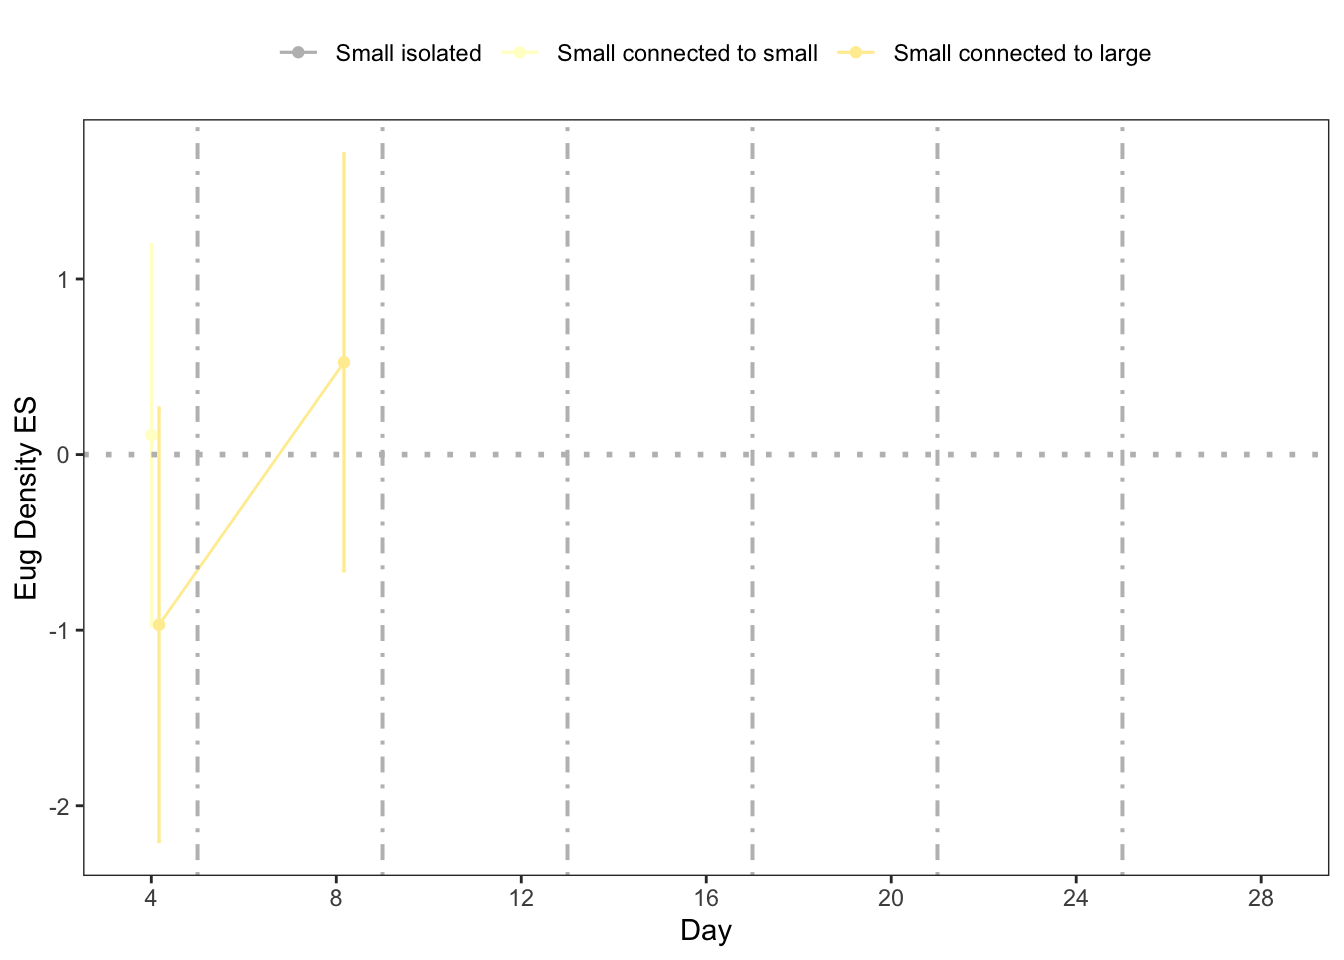 Small isolated Small connected to small Small connected to large
Eug Density ES
1
0
-1
-2
4 8 12 16 20 24 28
Day